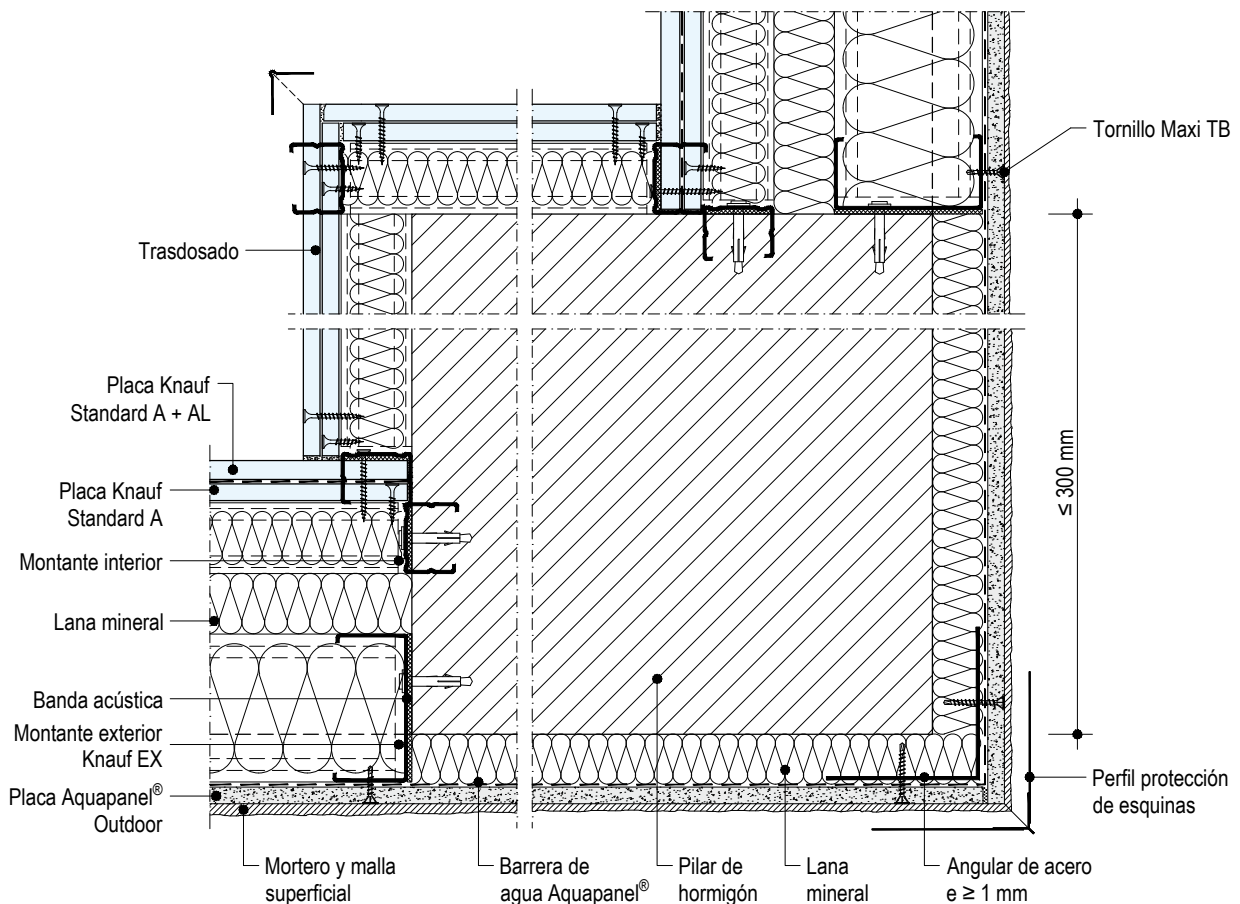 Tornillo Maxi TB
Trasdosado
Placa Knauf
Standard A + AL
Placa Knauf
Standard A
Montante interior
Lana mineral
Banda acústica
Montante exterior
Knauf EX
Placa Aquapanel®
Outdoor
≤ 300 mm
Perfil protección
de esquinas
Mortero y malla
superficial
Barrera de
agua Aquapanel®
Pilar de
hormigón
Lana
mineral
Angular de acero
e ≥ 1 mm